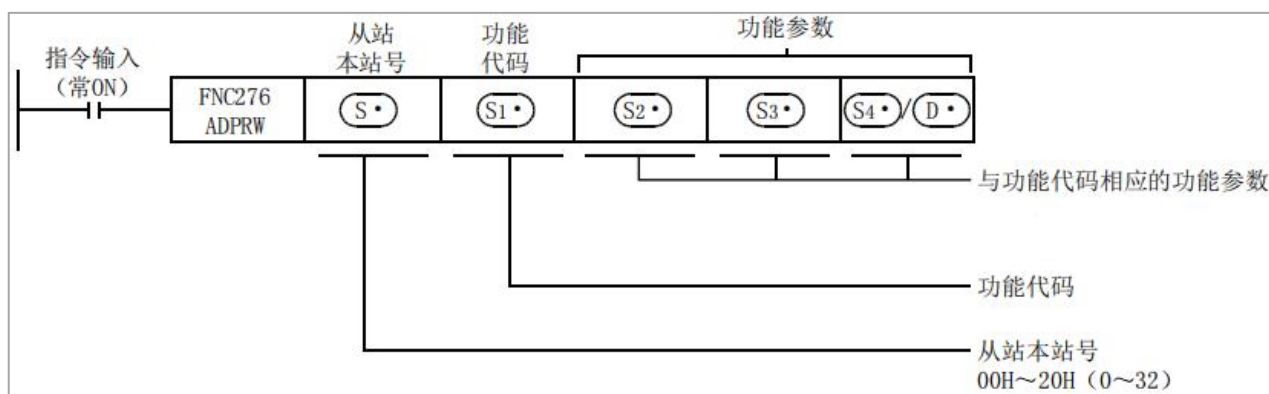 功能参数
从站
本站号
功能
代码
指令输入
（常ON）
FNC276
ADPRW
S•
S1•
S2•
S3•
S4•/D•
与功能代码相应的功能参数
功能代码
从站本站号
00H～20H（0～32）